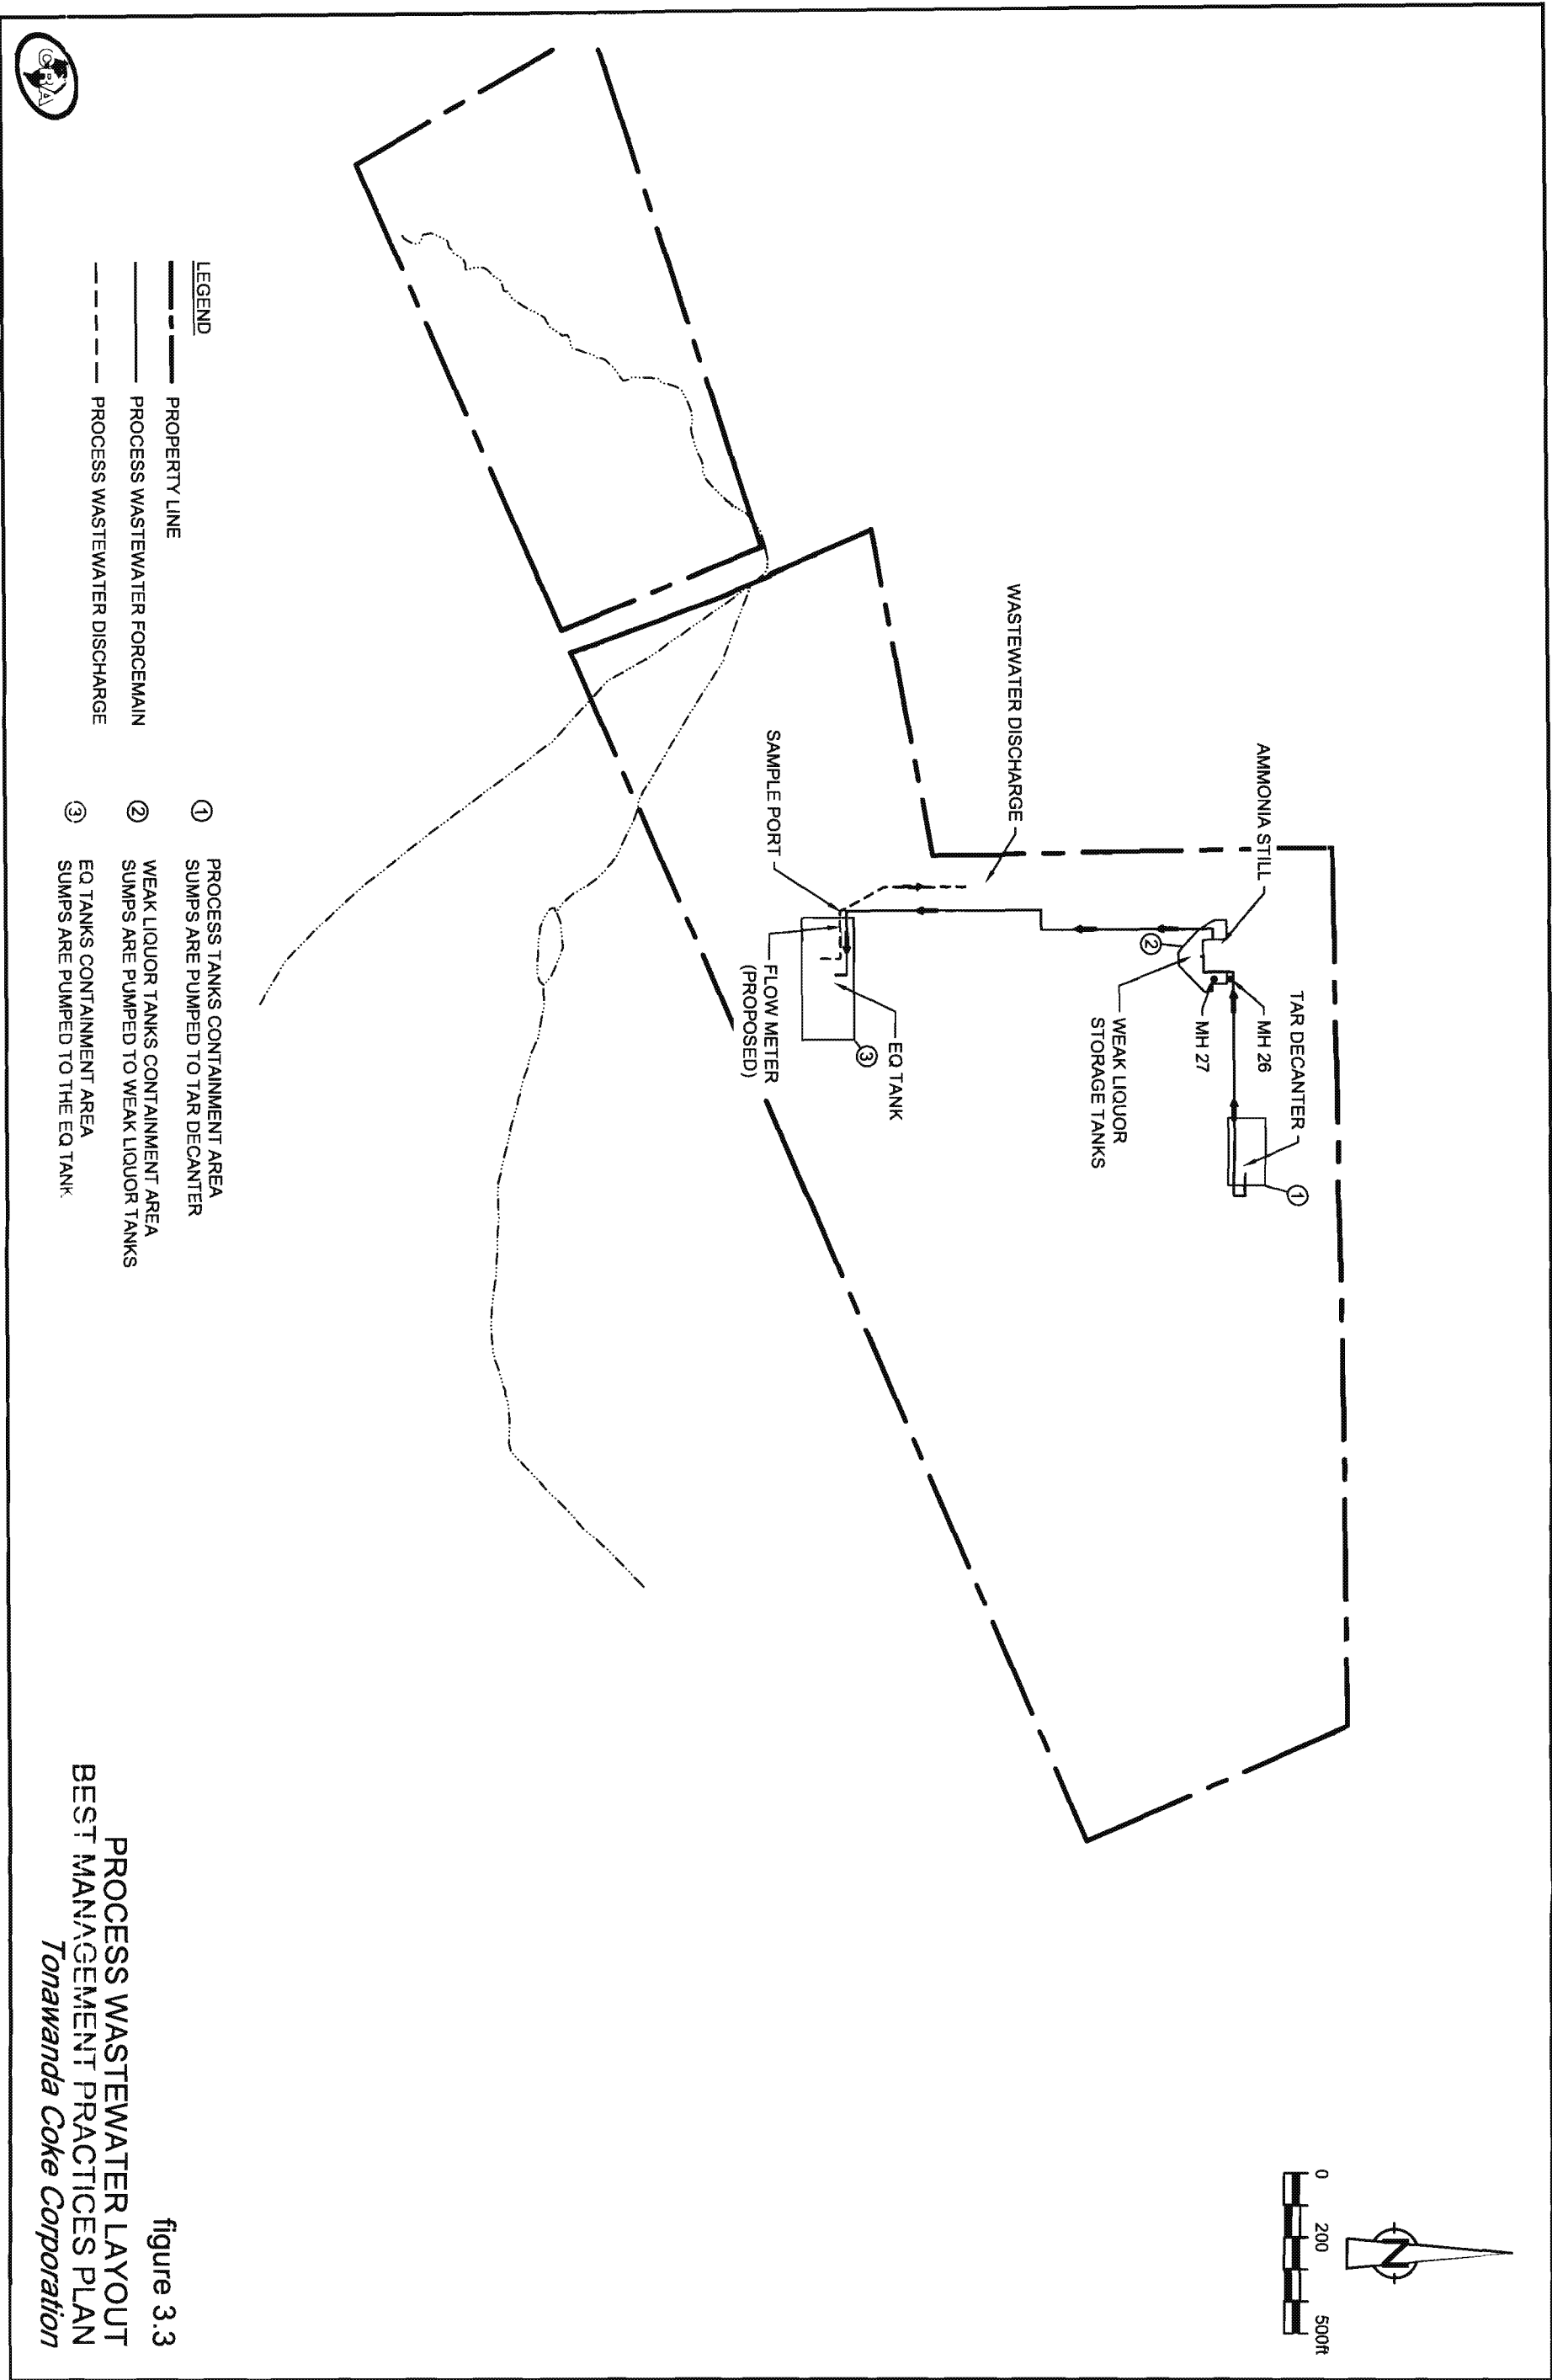 0 200 500ft
N
AMMONIA STILL
TAR DECANTER
MH 26
MH 27
WEAK LIQUOR
STORAGE TANKS
WASTEWATER DISCHARGE
SAMPLE PORT
EQ TANK
FLOW METER
(PROPOSED)
1
2
3
LEGEND
PROPERTY LINE
PROCESS WASTEWATER FORCEMAIN
PROCESS WASTEWATER DISCHARGE
1 PROCESS TANKS CONTAINMENT AREA
SUMPS ARE PUMPED TO TAR DECANTER
2 WEAK LIQUOR TANKS CONTAINMENT AREA
SUMPS ARE PUMPED TO WEAK LIQUOR TANKS
3 EQ TANKS CONTAINMENT AREA
SUMPS ARE PUMPED TO THE EQ TANK
figure 3.3
PROCESS WASTEWATER LAYOUT
BEST MANAGEMENT PRACTICES PLAN
Tonawanda Coke Corporation
CRA